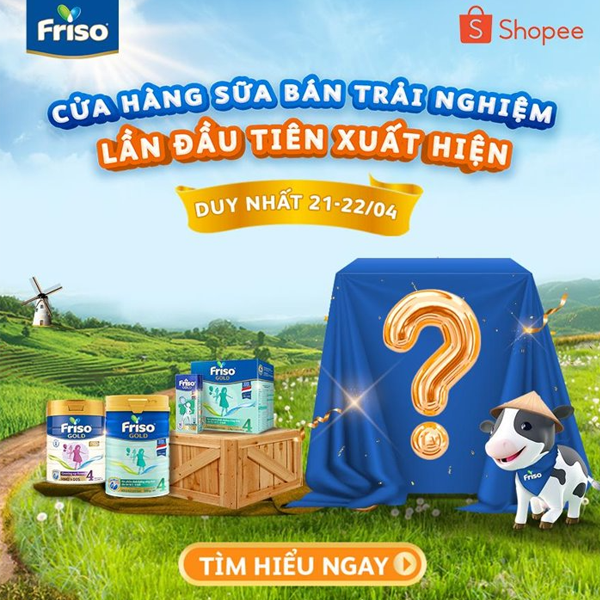 Friso
Shopee
CỬA HÀNG SỮA BÁN TRẢI NGHIỆM
LẦN ĐẦU TIÊN XUẤT HIỆN
DUY NHẤT 21-22/04
Friso
GOLD
4
Friso
GOLD
4
Friso
Friso
GOLD
4
Friso
TÌM HIỂU NGAY